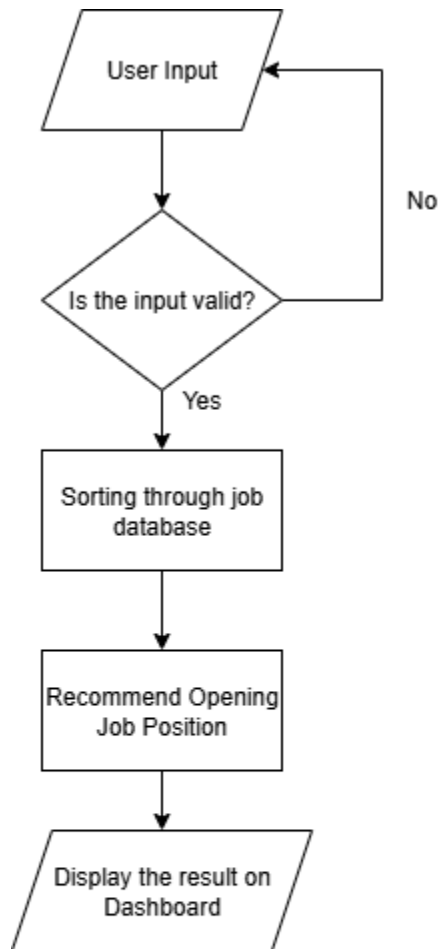 User Input
No
Is the input valid?
Yes
Sorting through job
database
Recommend Opening
Job Position
Display the result on
Dashboard